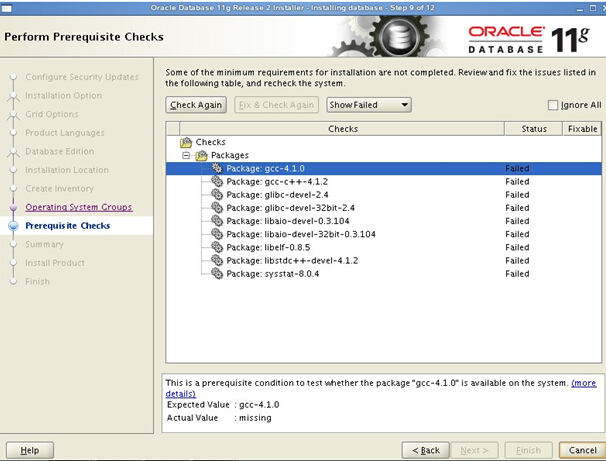 Oracle Database 11g Release 2 Installer - Installing database - Step 9 of 12
Perform Prerequisite Checks
ORACLE
DATABASE 11g
Configure Security Updates
Installation Option
Grid Options
Product Languages
Database Edition
Installation Location
Create Inventory
Operating System Groups
Prerequisite Checks
Summary
Install Product
Finish
Some of the minimum requirements for installation are not completed. Review and fix the issues listed in
the following table, and recheck the system.
Check Again Fix & Check Again Show Failed Ignore All
Checks Status Fixable
Checks
Packages
Package: gcc-4.1.0 Failed
Package: gcc-c++-4.1.2 Failed
Package: glibc-devel-2.4 Failed
Package: glibc-devel-32bit-2.4 Failed
Package: libaio-devel-0.3.104 Failed
Package: libaio-devel-32bit-0.3.104 Failed
Package: libelf-0.8.5 Failed
Package: libstdc++-devel-4.1.2 Failed
Package: sysstat-8.0.4 Failed
This is a prerequisite condition to test whether the package "gcc-4.1.0" is available on the system. (more
details)
Expected Value : gcc-4.1.0
Actual Value : missing
Help < Back Next > Finish Cancel